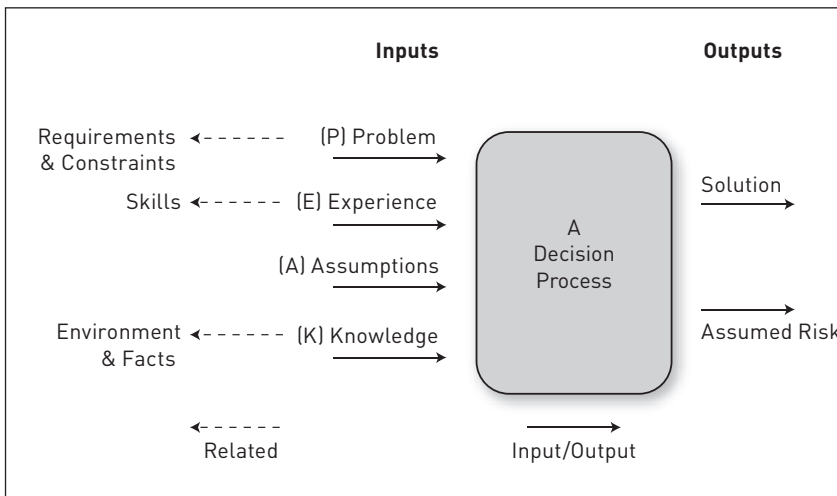 Inputs
Outputs
Requirements
& Constraints
(P) Problem
Skills
(E) Experience
(A) Assumptions
Environment
& Facts
(K) Knowledge
A
Decision
Process
Solution
Assumed Risk
Related
Input/Output